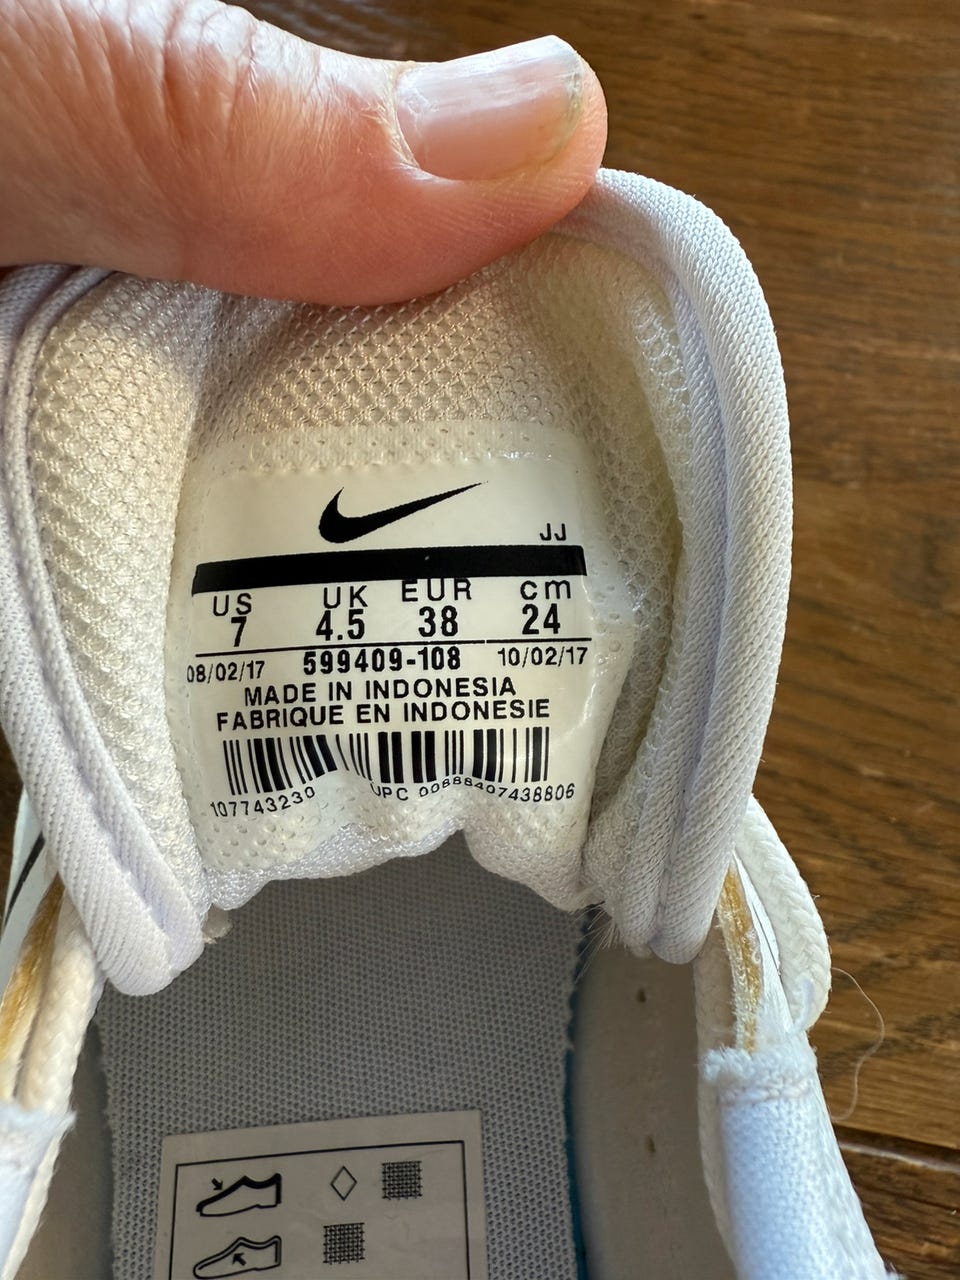 JJ
US UK EUR cm
7 4.5 38 24
08/02/17 599409-108 10/02/17
MADE IN INDONESIA
FABRIQUE EN INDONESIE
107743230 UPC 00888407438806